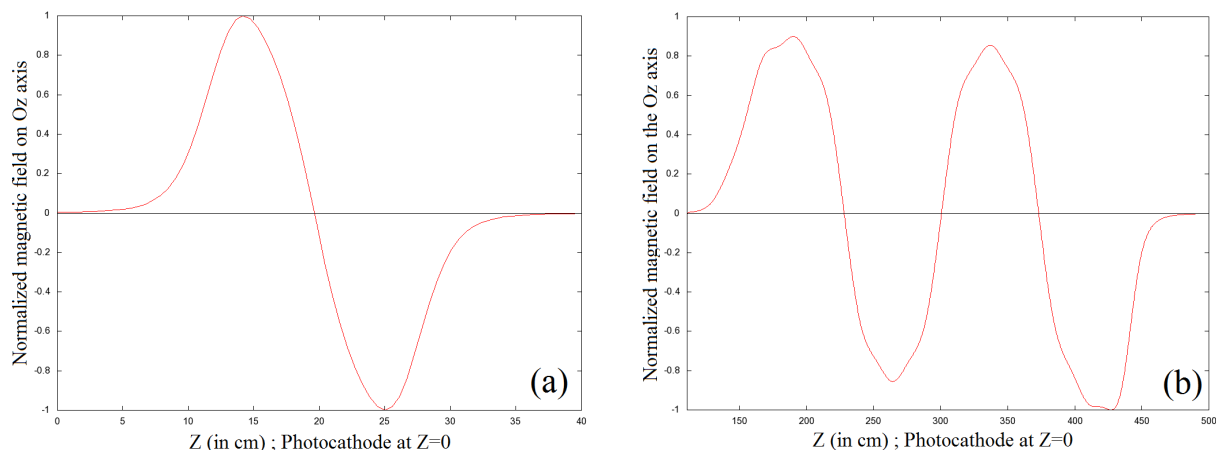 Normalized magnetic field on Oz axis
1
0.8
0.6
0.4
0.2
0
-0.2
-0.4
-0.6
-0.8
-1
0 5 10 15 20 25 30 35 40
Z (in cm) ; Photocathode at Z=0
(a)
Normalized magnetic field on the Oz axis
1
0.8
0.6
0.4
0.2
0
-0.2
-0.4
-0.6
-0.8
-1
150 200 250 300 350 400 450 500
Z (in cm) ; Photocathode at Z=0
(b)